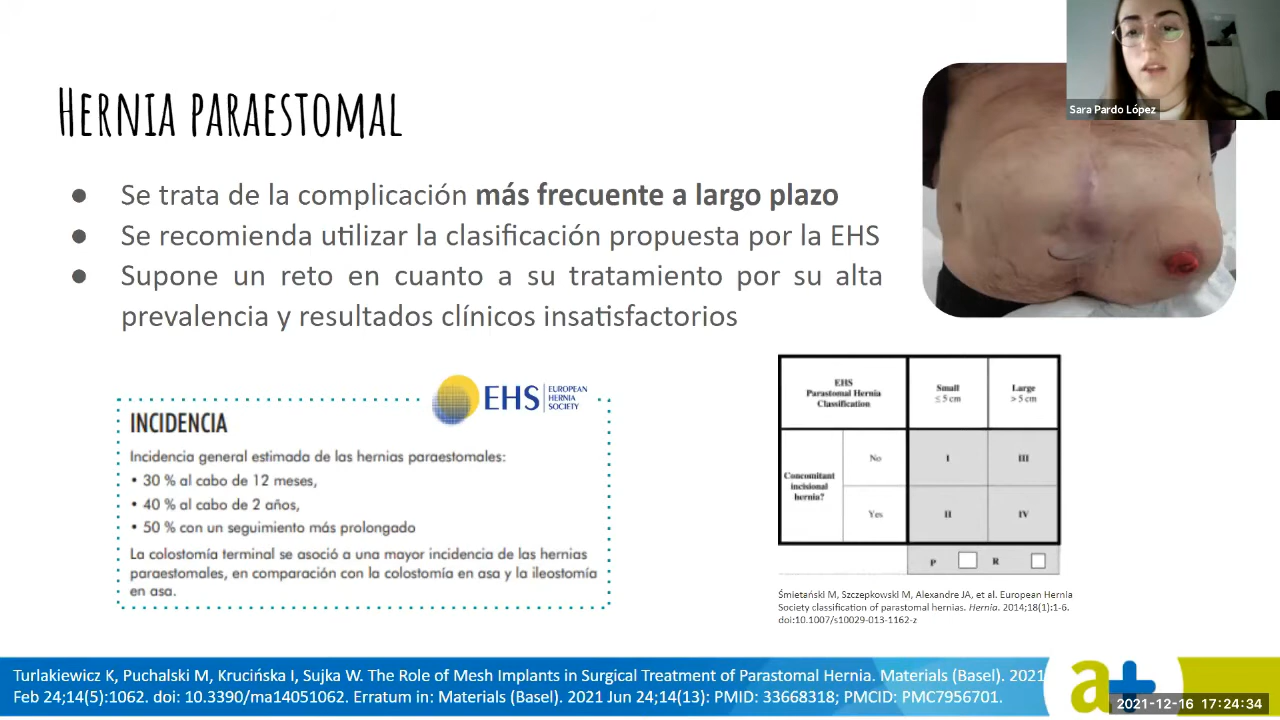 Sara Pardo López
HERNIA PARAESTOMAL
● Se trata de la complicación más frecuente a largo plazo
● Se recomienda utilizar la clasificación propuesta por la EHS
● Supone un reto en cuanto a su tratamiento por su alta
prevalencia y resultados clínicos insatisfactorios
EHS EUROPEAN
HERNIA
SOCIETY
INCIDENCIA
Incidencia general estimada de las hernias paraestomales:
• 30 % al cabo de 12 meses,
• 40 % al cabo de 2 años,
• 50 % con un seguimiento más prolongado
La colostomía terminal se asoció a una mayor incidencia de las hernias
paraestomales, en comparación con la colostomía en asa y la ileostomía
en asa.
EHS
Parastomal Hernia
Classification
Small
≤ 5 cm
Large
> 5 cm
Concomitant
incisional
hernia?
No
I
III
Yes
II
IV
P
R
Śmietański M, Szczepkowski M, Alexandre JA, et al. European Hernia
Society classification of parastomal hernias. Hernia. 2014;18(1):1-6.
doi:10.1007/s10029-013-1162-z
Turlakiewicz K, Puchalski M, Krucińska I, Sujka W. The Role of Mesh Implants in Surgical Treatment of Parastomal Hernia. Materials (Basel). 2021
Feb 24;14(5):1062. doi: 10.3390/ma14051062. Erratum in: Materials (Basel). 2021 Jun 24;14(13): PMID: 33668318; PMCID: PMC7956701.
a+
2021-12-16 17:24:34